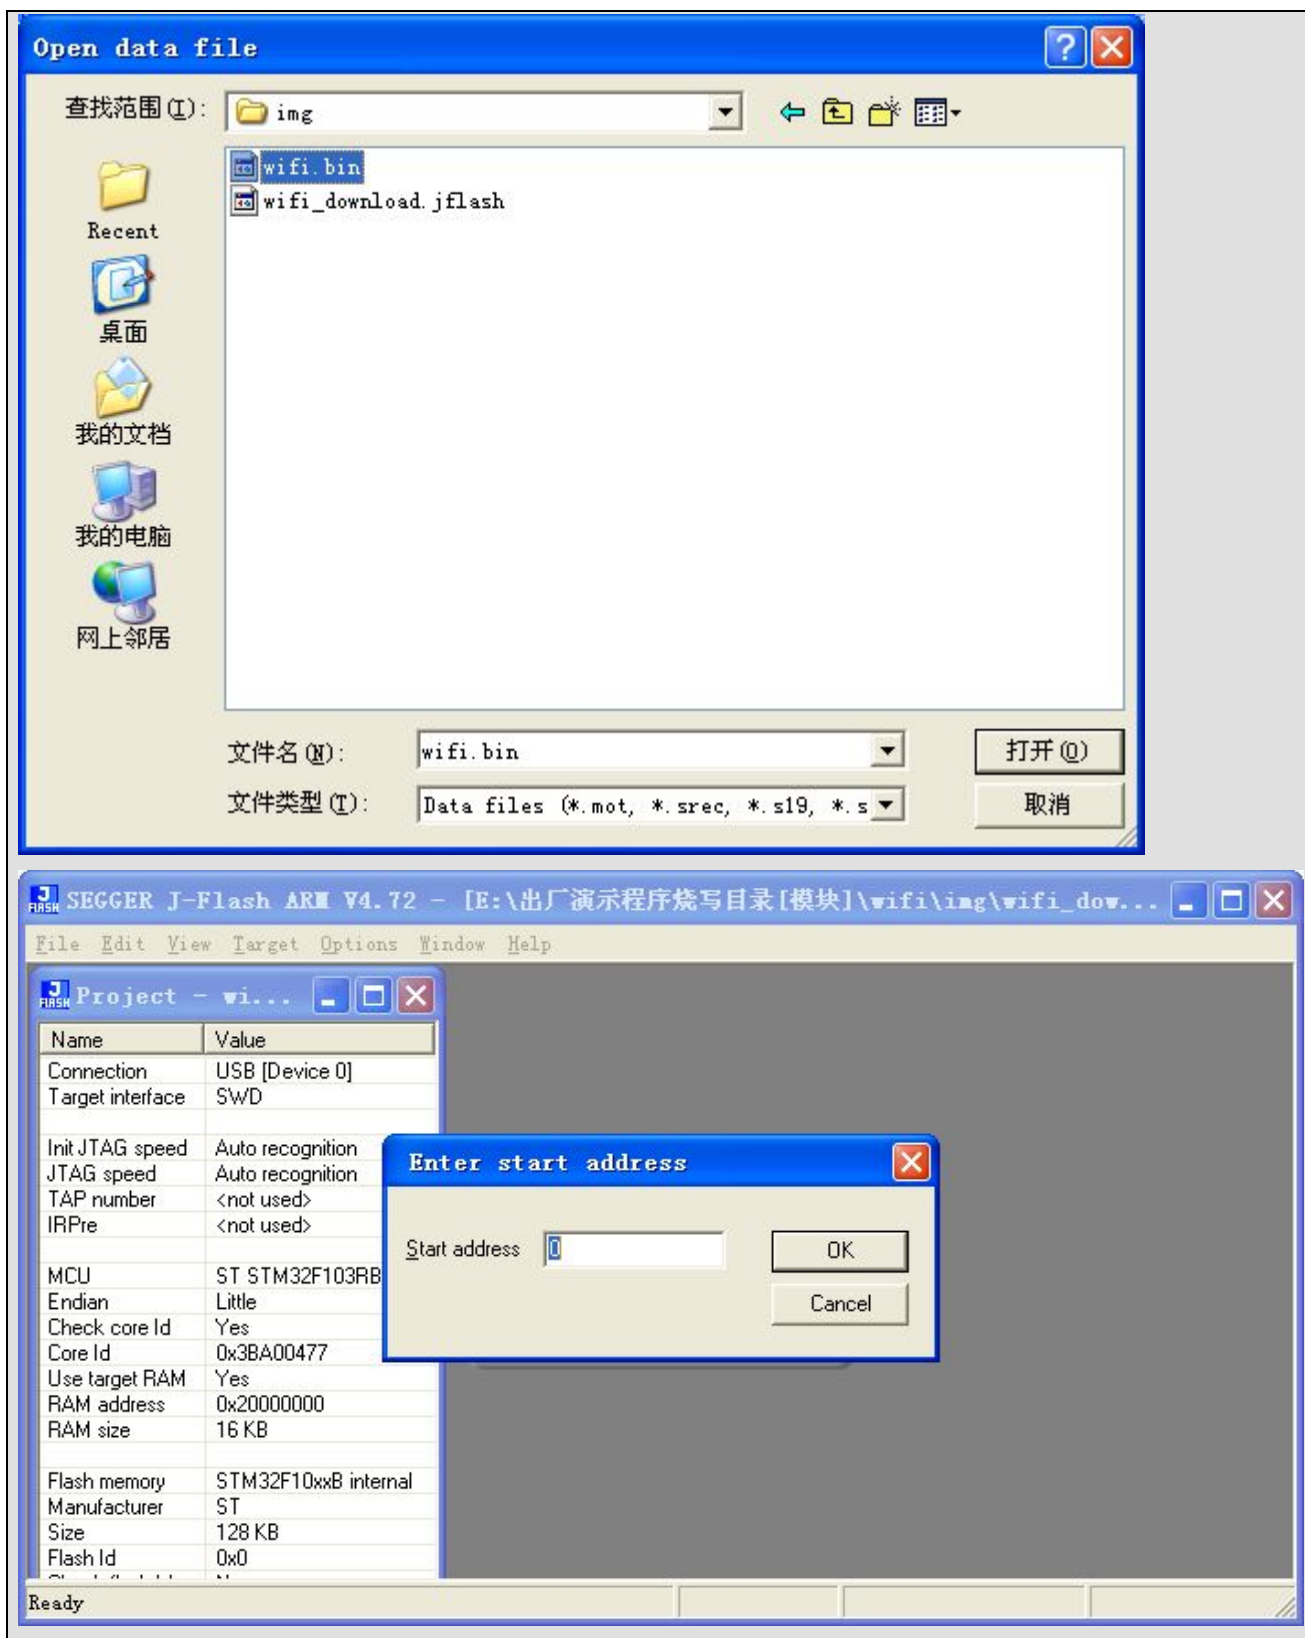 Open data file
查找范围(I):
img
wifi.bin
wifi_download.jflash
Recent
桌面
我的文档
我的电脑
网上邻居
文件名(N):
wifi.bin
打开(O)
文件类型(T):
Data files (*.mot, *.srec, *.s19, *.s
取消
SEGGER J-Flash ARM V4.72 - [E:\出厂演示程序烧写目录[模块]\wifi\img\wifi_dow...
File Edit View Target Options Window Help
Project - wi...
Name Value
Connection USB [Device 0]
Target interface SWD
Init JTAG speed Auto recognition
JTAG speed Auto recognition
TAP number <not used>
IRPre <not used>
MCU ST STM32F103RB
Endian Little
Check core Id Yes
Core Id 0x3BA00477
Use target RAM Yes
RAM address 0x20000000
RAM size 16 KB
Flash memory STM32F10xxB internal
Manufacturer ST
Size 128 KB
Flash Id 0x0
Enter start address
Start address 0
OK
Cancel
Ready